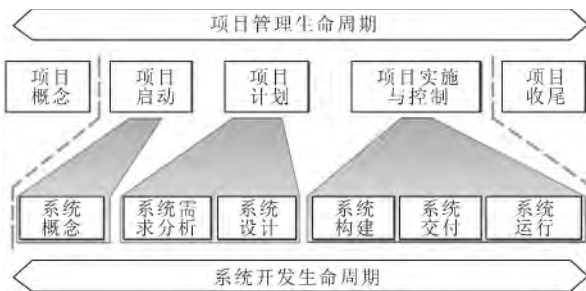 项目管理生命周期
项目
概念
项目
启动
项目
计划
项目实施
与控制
项目
收尾
系统
概念
系统需
求分析
系统
设计
系统
构建
系统
交付
系统
运行
系统开发生命周期